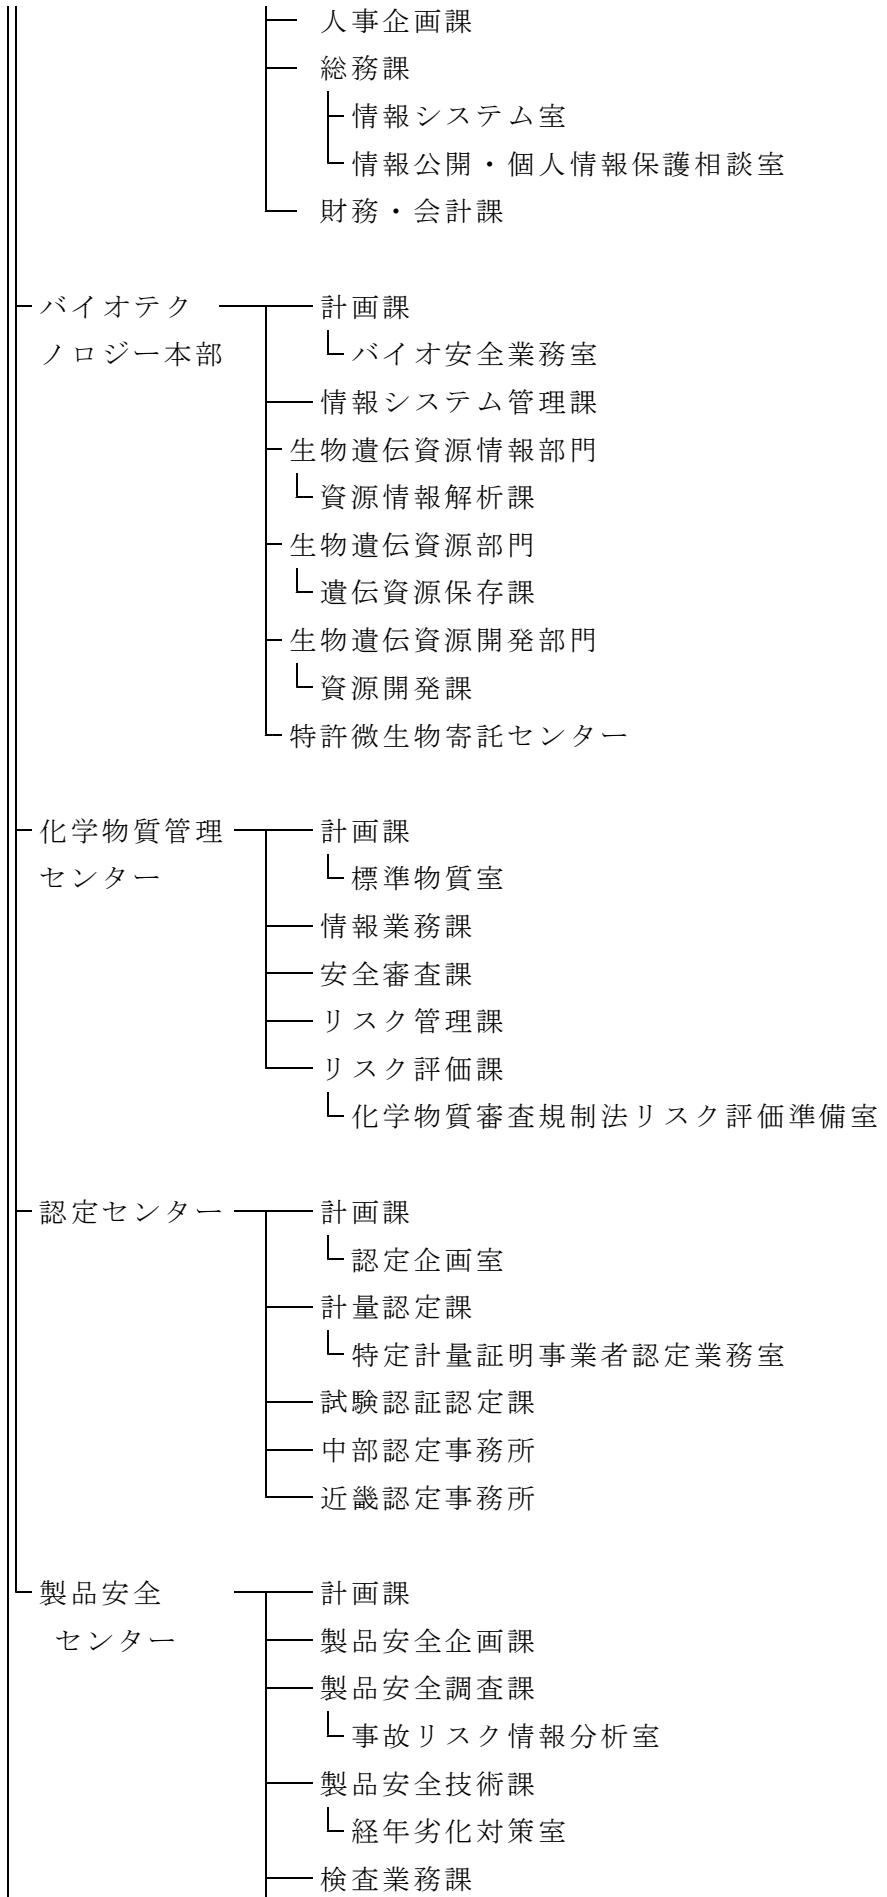 人事企画課
総務課
情報システム室
情報公開・個人情報保護相談室
財務・会計課
バイオテク 計画課
ノロジー本部 バイオ安全業務室
情報システム管理課
生物遺伝資源情報部門
資源情報解析課
生物遺伝資源部門
遺伝資源保存課
生物遺伝資源開発部門
資源開発課
特許微生物寄託センター
化学物質管理 計画課
センター 標準物質室
情報業務課
安全審査課
リスク管理課
リスク評価課
化学物質審査規制法リスク評価準備室
認定センター 計画課
認定企画室
計量認定課
特定計量証明事業者認定業務室
試験認証認定課
中部認定事務所
近畿認定事務所
製品安全 計画課
センター 製品安全企画課
製品安全調査課
事故リスク情報分析室
製品安全技術課
経年劣化対策室
検査業務課